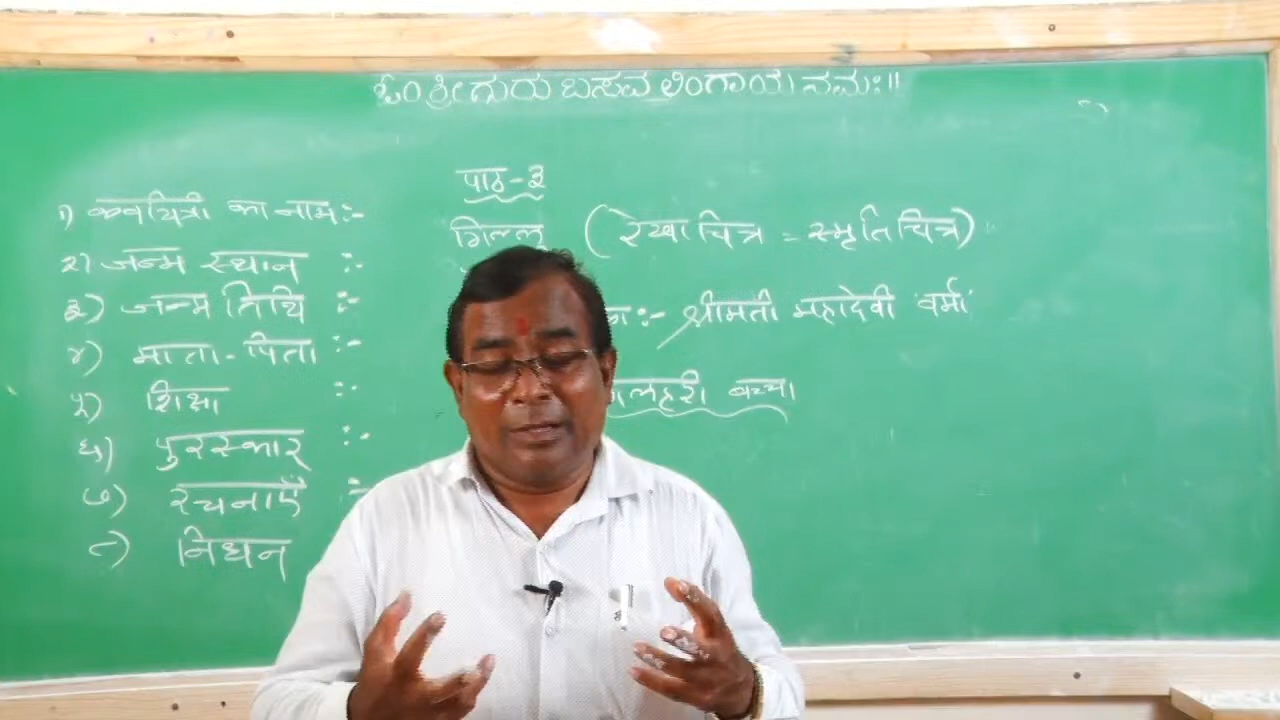 ಓಂ ಶ್ರೀ ಗುರು ಬಸವ ಲಿಂಗಾಯ ನಮಃ॥
पाठ-३
गिल्लू (रेखाचित्र = स्मृतिचित्र)
:- श्रीमती महादेवी वर्मा
बच्चा
१) कवयित्री का नाम :-
२) जन्म स्थान :-
३) जन्म तिथि :-
४) माता-पिता :-
५) शिक्षा :-
६) पुरस्कार :-
७) रचनाएँ :-
८) निधन